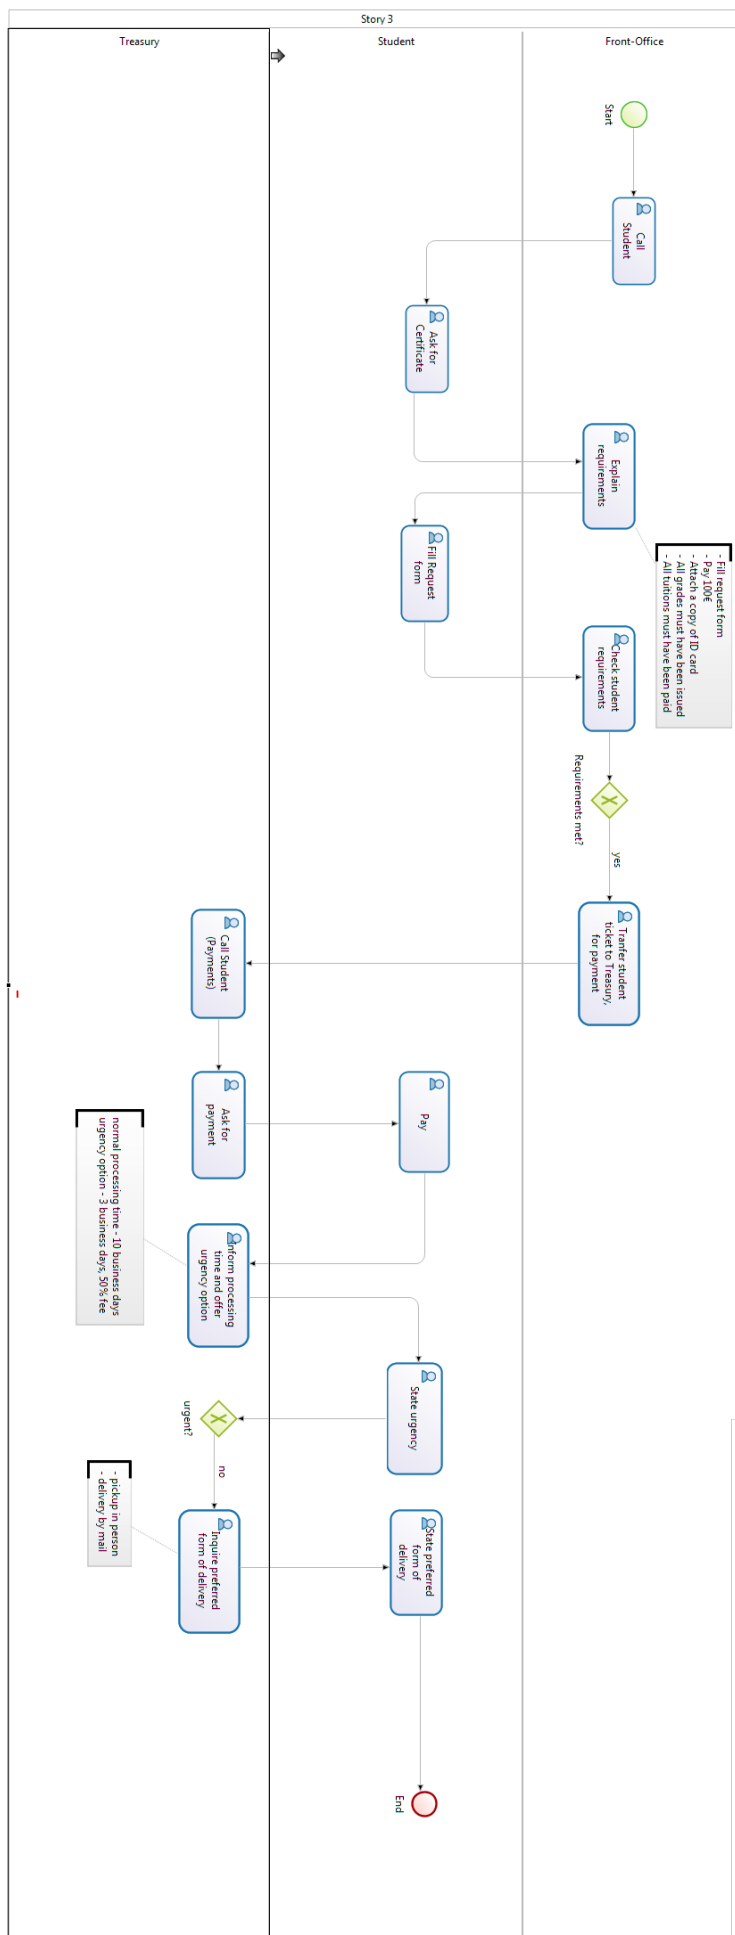 Story 3
Treasury
Student
Front-Office
Start
Call
Student
Ask for
Certificate
Explain
requirements
- Fill request form
- Pay 100€
- Attach a copy of ID card
- All grades must have been issued
- All tuitions must have been paid
Fill Request
form
Check student
requirements
Requirements met?
yes
Tranfer student
ticket to Treasury,
for payment
Call Student
(Payments)
Ask for
payment
Pay
normal processing time - 10 business days
urgency option - 3 business days, 50% fee
Inform processing
time and offer
urgency option
State urgency
urgent?
no
- pickup in person
- delivery by mail
Inquire preferred
form of delivery
State preferred
form of
delivery
End